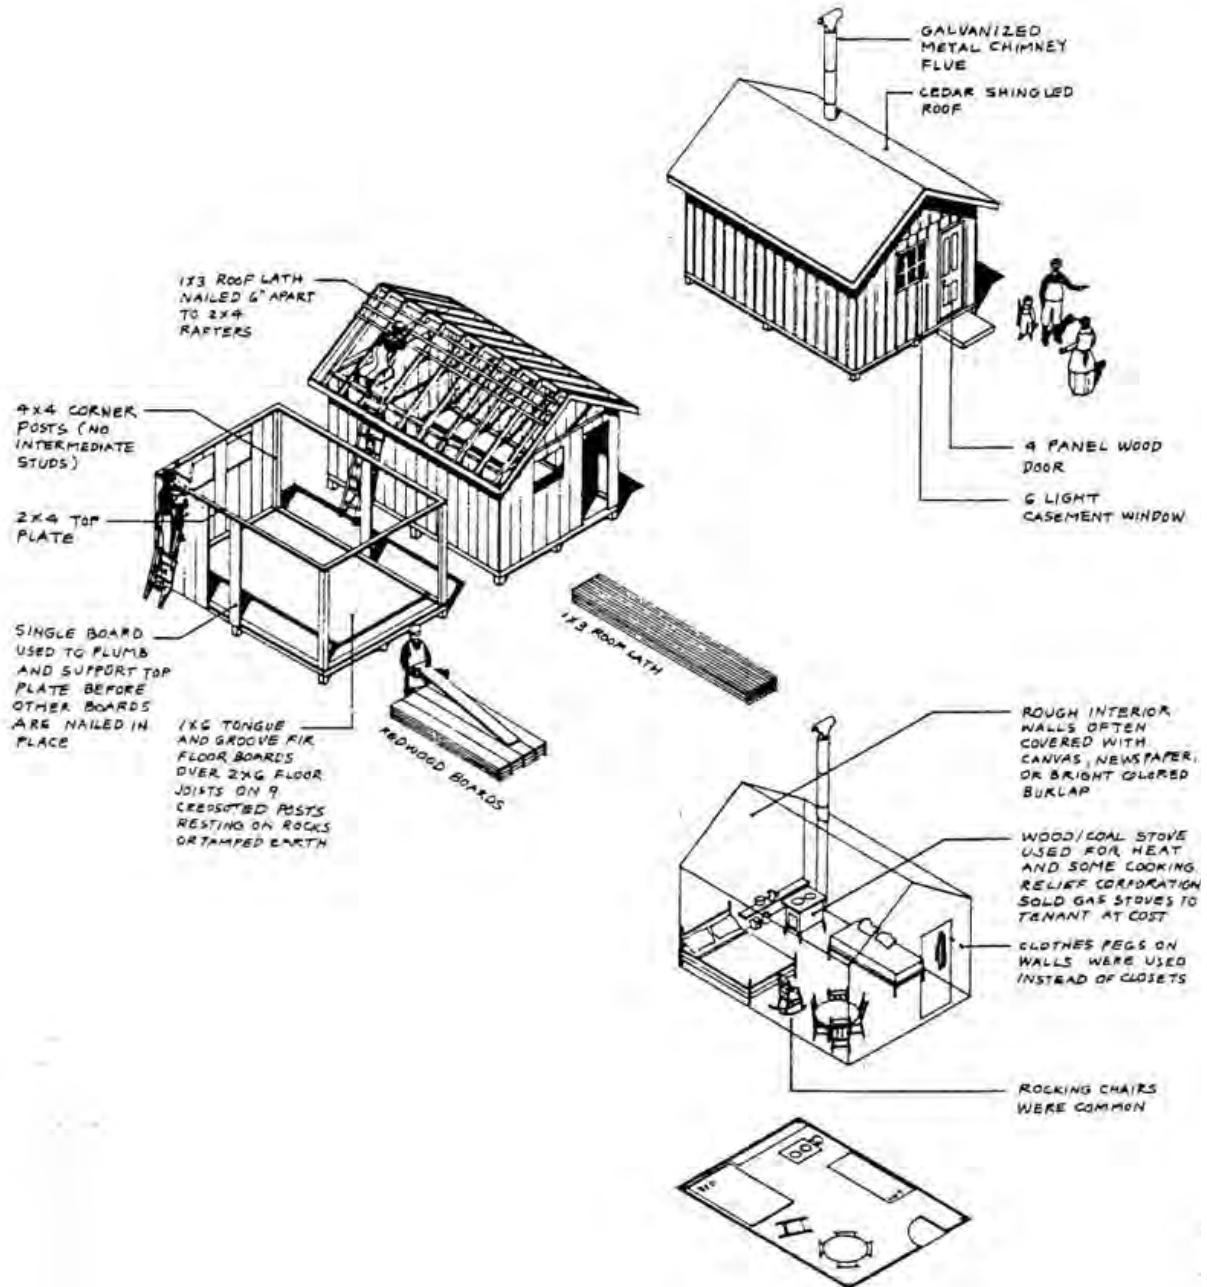 GALVANIZED
METAL CHIMNEY
FLUE
CEDAR SHINGLED
ROOF
1X3 ROOF LATH
NAILED 6" APART
TO 2X4
RAFTERS
4X4 CORNER
POSTS (NO
INTERMEDIATE
STUDS)
2X4 TOP
PLATE
4 PANEL WOOD
DOOR
6 LIGHT
CASEMENT WINDOW
SINGLE BOARD
USED TO PLUMB
AND SUPPORT TOP
PLATE BEFORE
OTHER BOARDS
ARE NAILED IN
PLACE
1X6 TONGUE
AND GROOVE FIR
FLOOR BOARDS
OVER 2X6 FLOOR
JOISTS ON 9
CREOSOTED POSTS
RESTING ON ROCKS
OR TAMPED EARTH
REDWOOD BOARDS
1X3 ROOF LATH
ROUGH INTERIOR
WALLS OFTEN
COVERED WITH
CANVAS, NEWSPAPER,
OR BRIGHT COLORED
BURLAP
WOOD/COAL STOVE
USED FOR HEAT
AND SOME COOKING
RELIEF CORPORATION
SOLD GAS STOVES TO
TENANT AT COST
CLOTHES PEGS ON
WALLS WERE USED
INSTEAD OF CLOSETS
ROCKING CHAIRS
WERE COMMON
BED